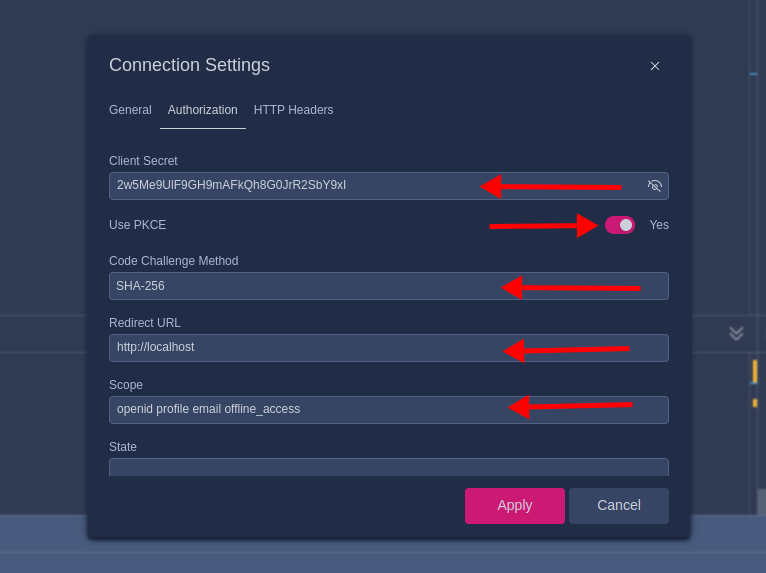 Connection Settings
General Authorization HTTP Headers
Client Secret
2w5Me9UlF9GH9mAFkQh8G0JrR2SbY9xI
Use PKCE Yes
Code Challenge Method
SHA-256
Redirect URL
http://localhost
Scope
openid profile email offline_access
State
Apply Cancel